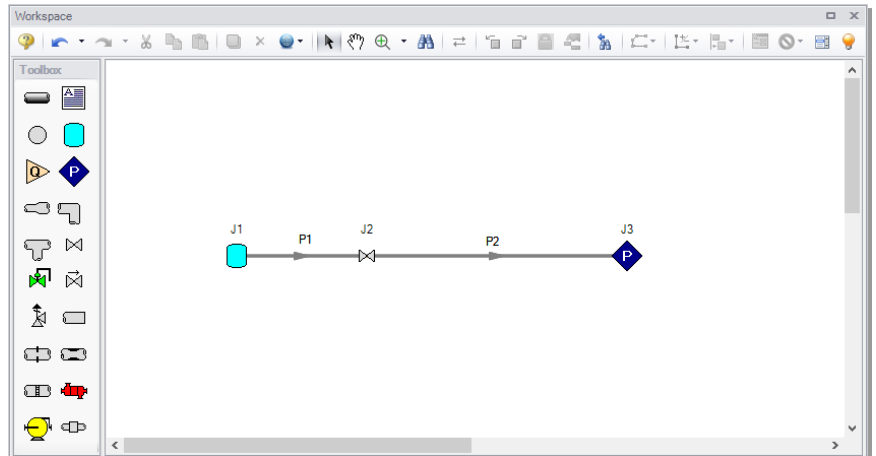 Workspace
Toolbox
A
Q P
J1 J2 J3
P1 P2
P